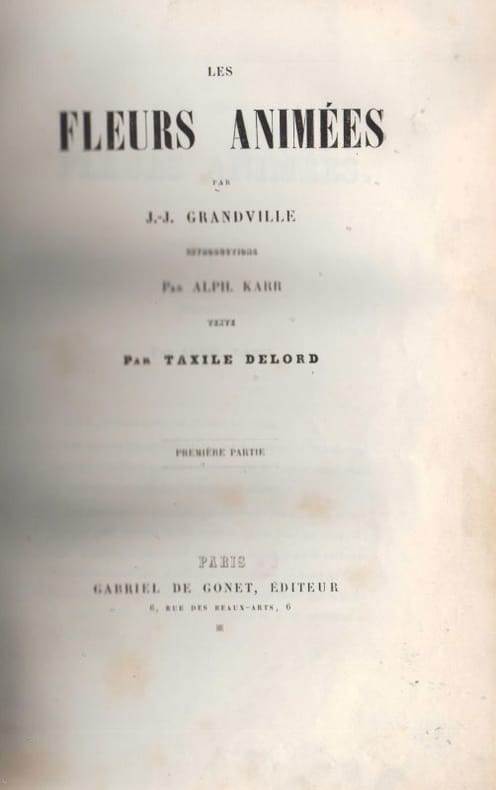 LES
FLEURS ANIMÉES
PAR
J.-J. GRANDVILLE
INTRODUCTIONS
PAR ALPH. KARR
TEXTE
PAR TAXILE DELORD
PREMIÈRE PARTIE
PARIS
GABRIEL DE GONET, ÉDITEUR
6, RUE DES BEAUX-ARTS, 6